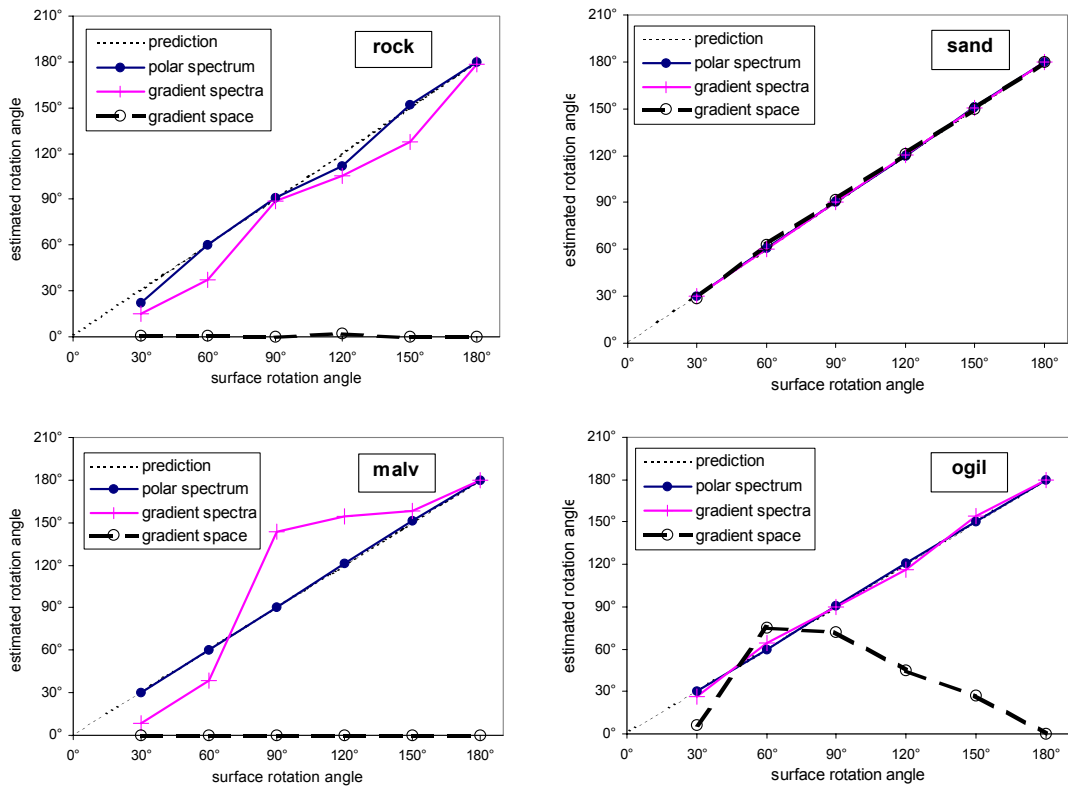 rock
prediction
polar spectrum
gradient spectra
gradient space
estimated rotation angle
210°
180°
150°
120°
90°
60°
30°
0°
0° 30° 60° 90° 120° 150° 180°
surface rotation angle
sand
prediction
polar spectrum
gradient spectra
gradient space
estimated rotation angle
210°
180°
150°
120°
90°
60°
30°
0°
0° 30° 60° 90° 120° 150° 180°
surface rotation angle
malv
prediction
polar spectrum
gradient spectra
gradient space
estimated rotation angle
210°
180°
150°
120°
90°
60°
30°
0°
0° 30° 60° 90° 120° 150° 180°
surface rotation angle
ogil
prediction
polar spectrum
gradient spectra
gradient space
estimated rotation angle
210°
180°
150°
120°
90°
60°
30°
0°
0° 30° 60° 90° 120° 150° 180°
surface rotation angle